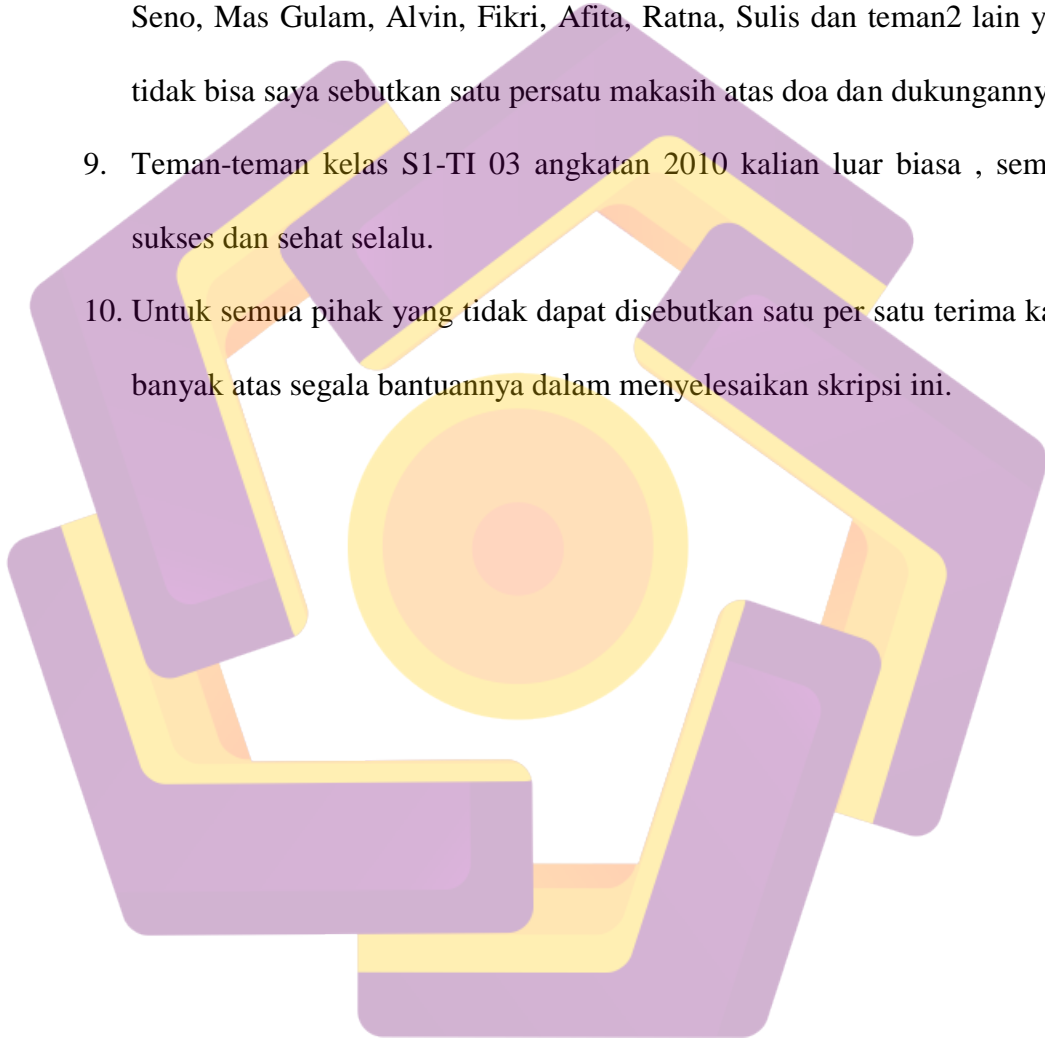 Seno, Mas Gulam, Alvin, Fikri, Afita, Ratna, Sulis dan teman2 lain y
tidak bisa saya sebutkan satu persatu makasih atas doa dan dukunganny
9. Teman-teman kelas S1-TI 03 angkatan 2010 kalian luar biasa , sem
sukses dan sehat selalu.
10. Untuk semua pihak yang tidak dapat disebutkan satu per satu terima ka
banyak atas segala bantuannya dalam menyelesaikan skripsi ini.